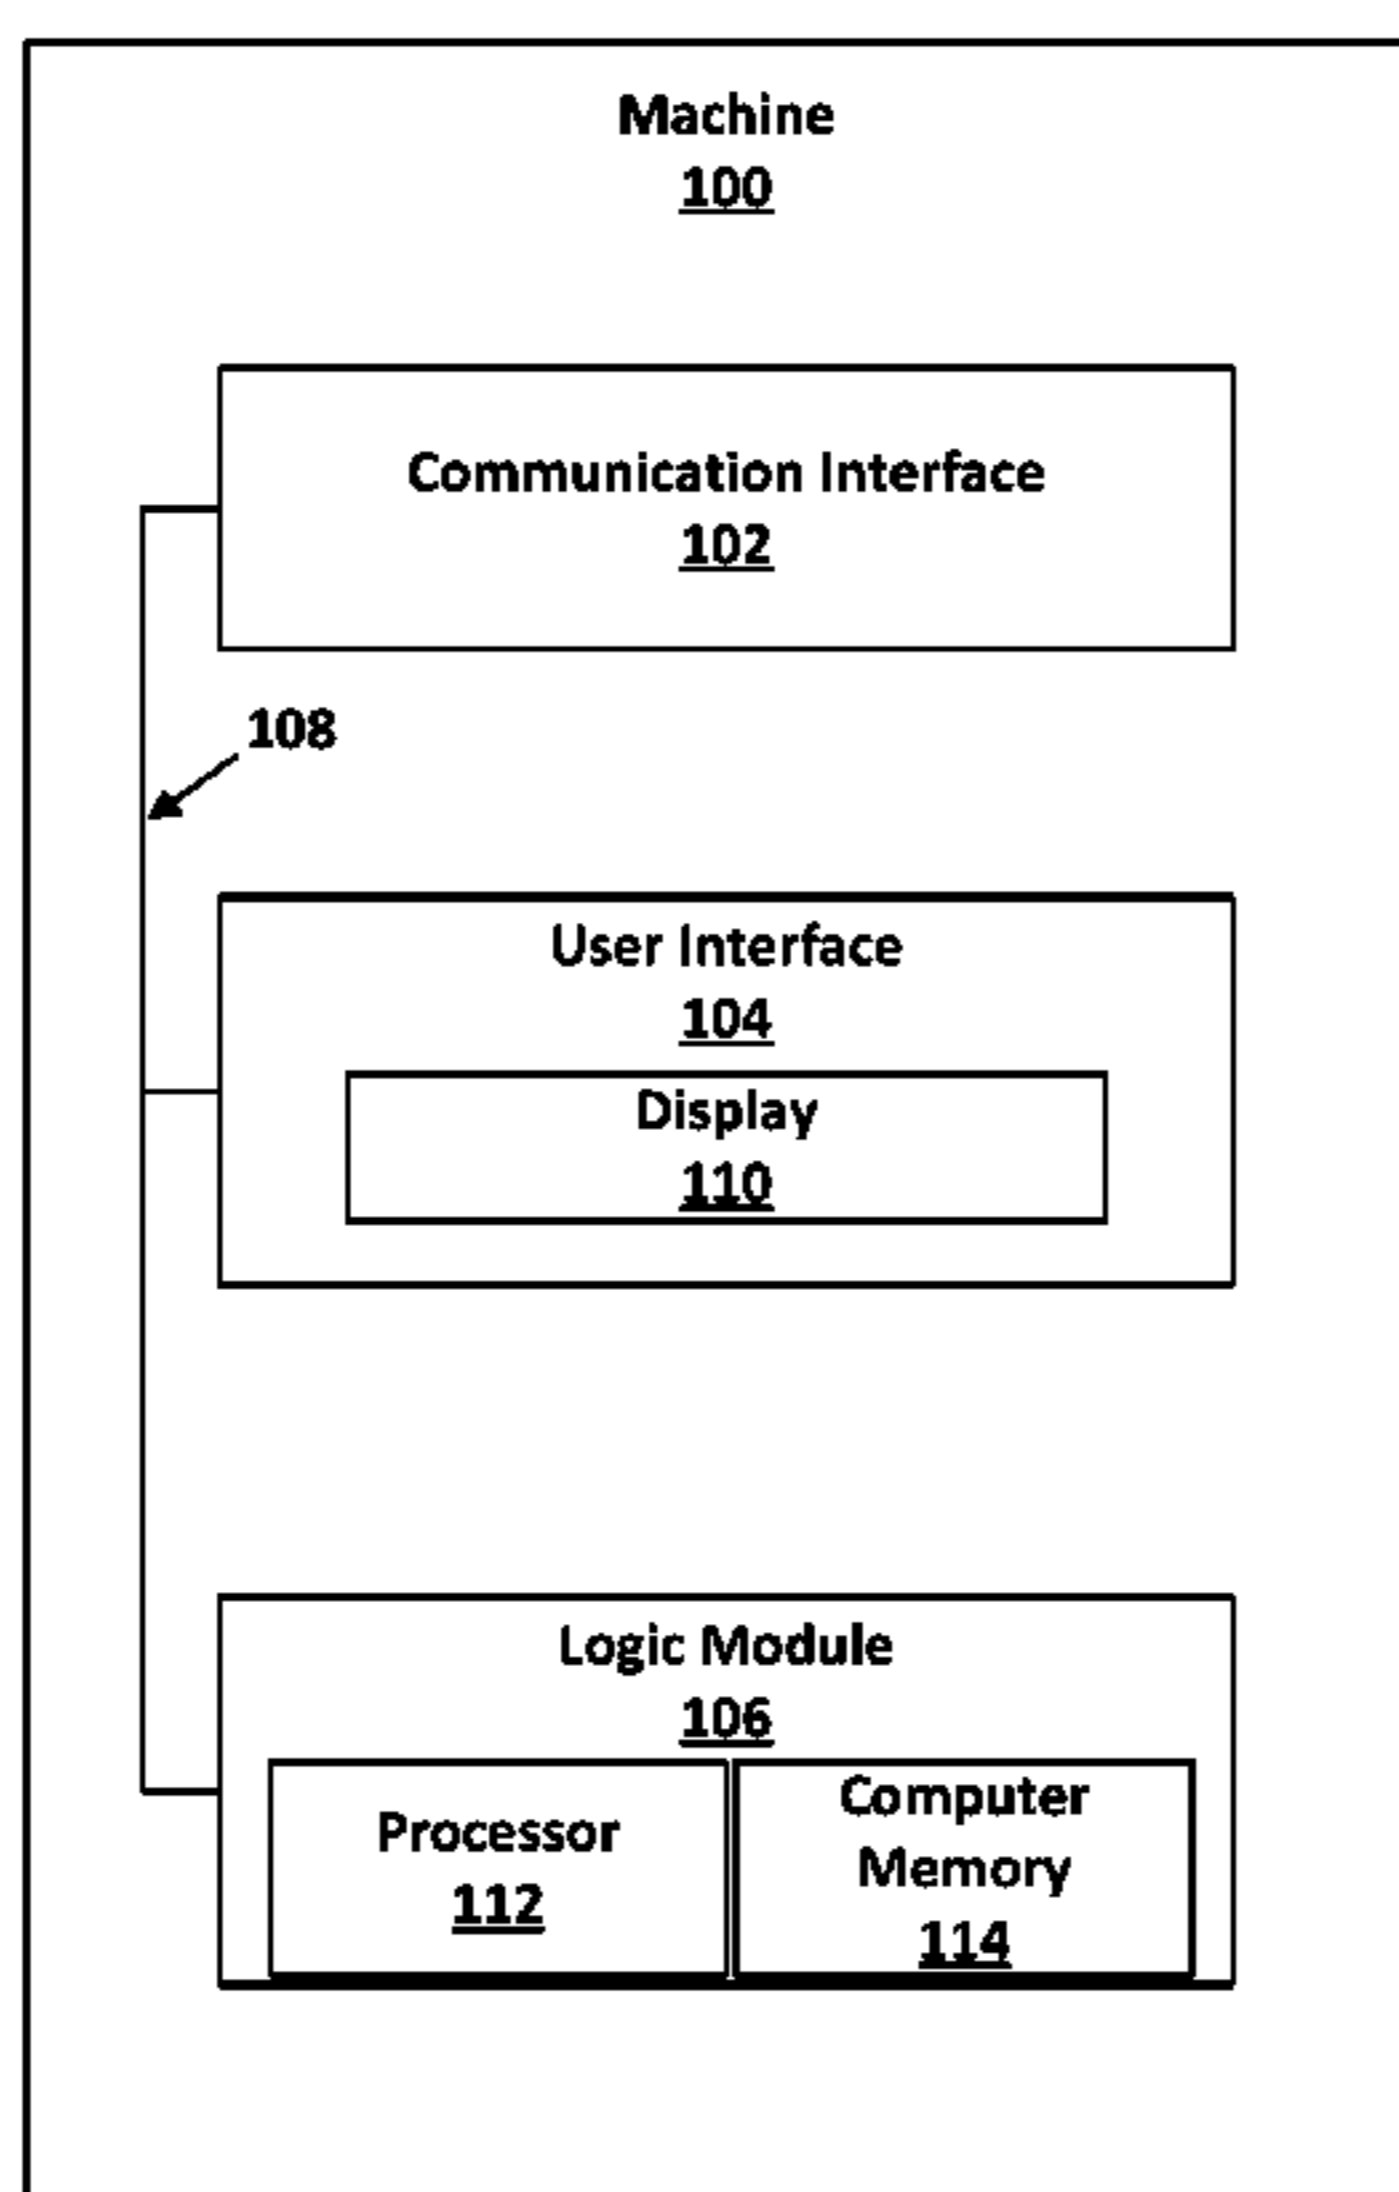 Machine
100
Communication Interface
102
108
User Interface
104
Display
110
Logic Module
106
Processor
112
Computer
Memory
114